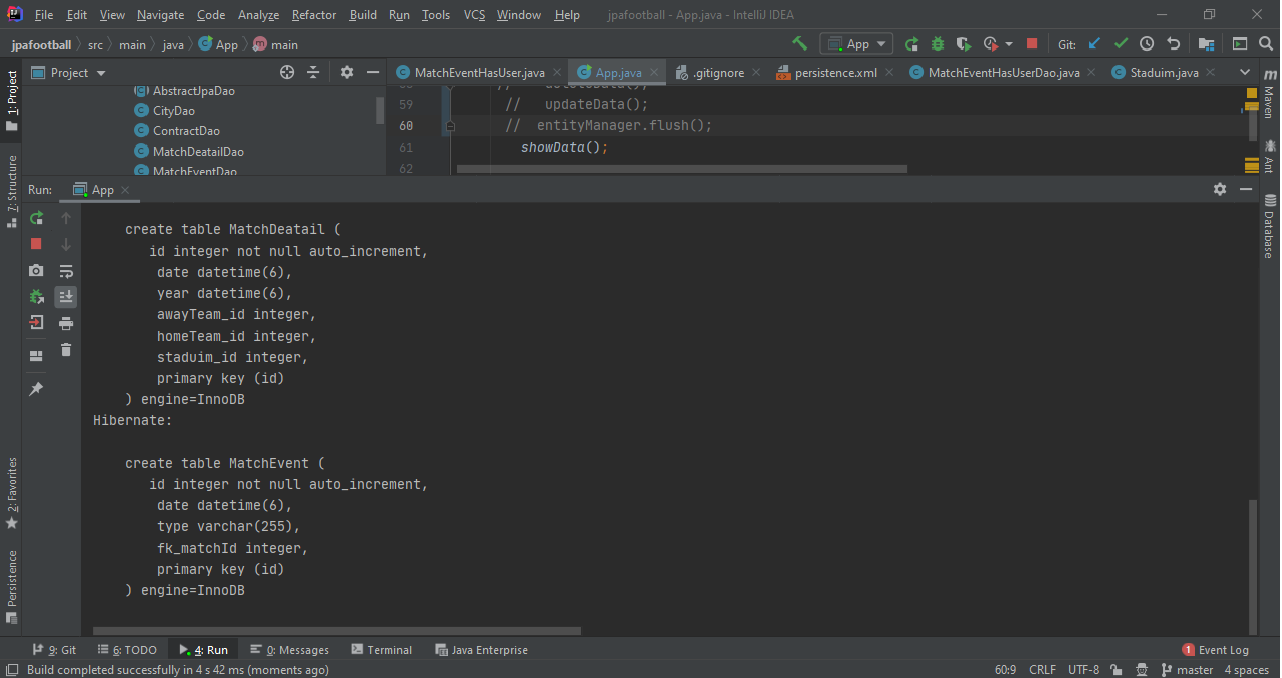 File Edit View Navigate Code Analyze Refactor Build Run Tools VCS Window Help jpafootball - App.java - IntelliJ IDEA
jpafootball src main java App main App Git:
1: Project
7: Structure
2: Favorites
Persistence
Project
MatchEventHasUser.java App.java .gitignore persistence.xml MatchEventHasUserDao.java Staduim.java
Maven
Ant
Database
AbstractJpaDao
CityDao
ContractDao
MatchDeatailDao
MatchEventDao
59 // updateData();
60 // entityManager.flush();
61 showData();
62
Run: App
create table MatchDeatail (
id integer not null auto_increment,
date datetime(6),
year datetime(6),
awayTeam_id integer,
homeTeam_id integer,
staduim_id integer,
primary key (id)
) engine=InnoDB
Hibernate:
create table MatchEvent (
id integer not null auto_increment,
date datetime(6),
type varchar(255),
fk_matchId integer,
primary key (id)
) engine=InnoDB
9: Git 6: TODO 4: Run 0: Messages Terminal Java Enterprise 1 Event Log
Build completed successfully in 4 s 42 ms (moments ago) 60:9 CRLF UTF-8 master 4 spaces